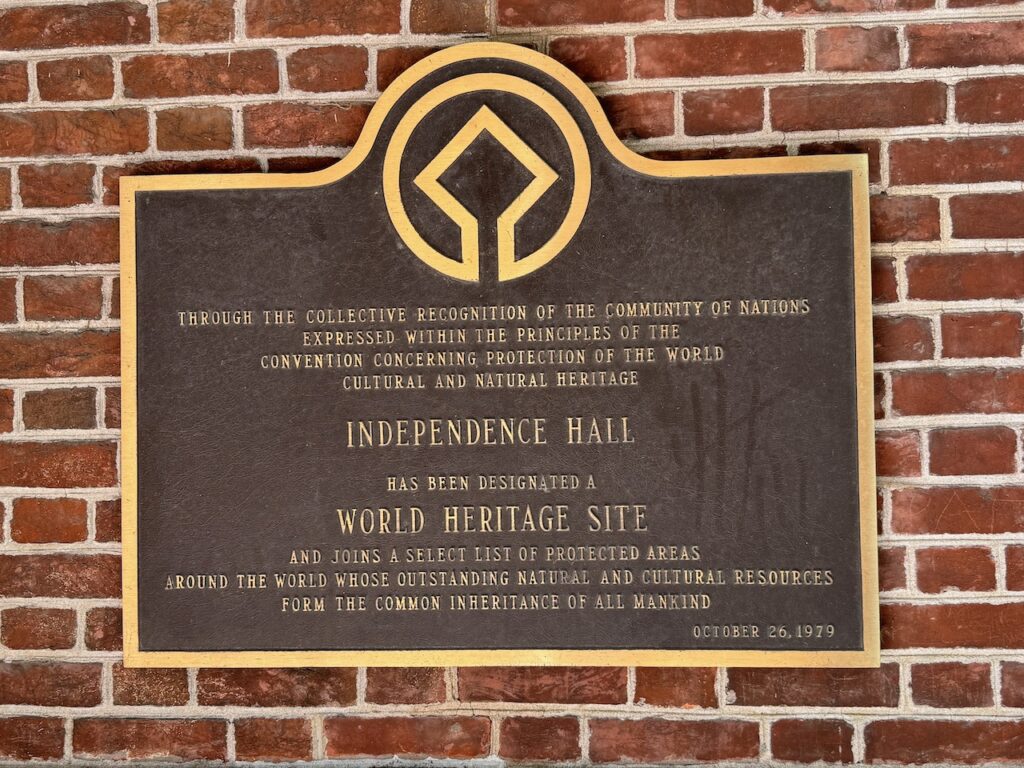 THROUGH THE COLLECTIVE RECOGNITION OF THE COMMUNITY OF NATIONS
EXPRESSED WITHIN THE PRINCIPLES OF THE
CONVENTION CONCERNING PROTECTION OF THE WORLD
CULTURAL AND NATURAL HERITAGE
INDEPENDENCE HALL
HAS BEEN DESIGNATED A
WORLD HERITAGE SITE
AND JOINS A SELECT LIST OF PROTECTED AREAS
AROUND THE WORLD WHOSE OUTSTANDING NATURAL AND CULTURAL RESOURCES
FORM THE COMMON INHERITANCE OF ALL MANKIND
OCTOBER 26, 1979